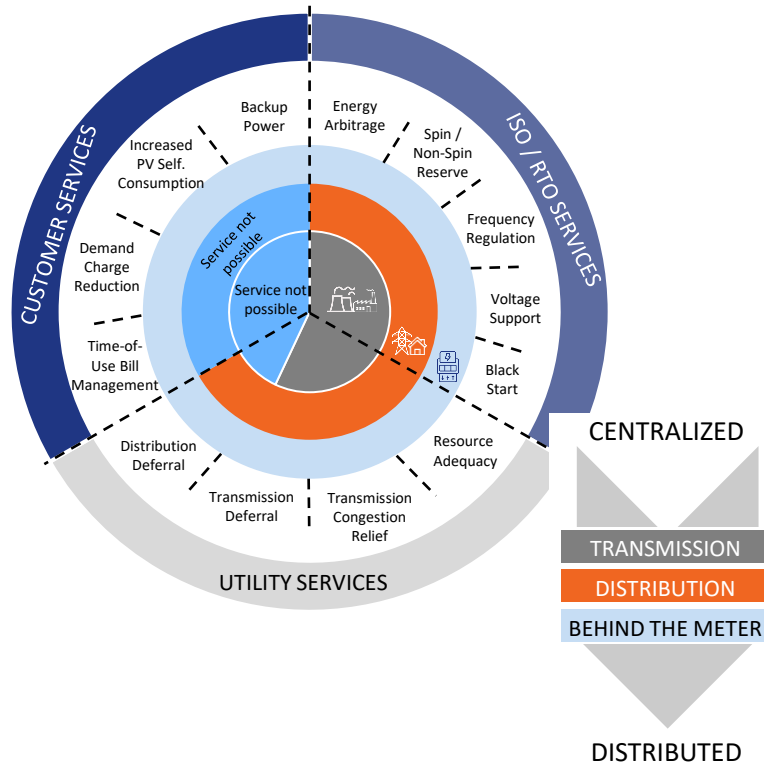 Backup
Power
Energy
Arbitrage
Increased
PV Self.
Consumption
Spin /
Non-Spin
Reserve
CUSTOMER SERVICES
ISO / RTO SERVICES
Service not
possible
Frequency
Regulation
Demand
Charge
Reduction
Service not
possible
Voltage
Support
Time-of-
Use Bill
Management
Black
Start
Distribution
Deferral
Resource
Adequacy
Transmission
Deferral
Transmission
Congestion
Relief
UTILITY SERVICES
CENTRALIZED
TRANSMISSION
DISTRIBUTION
BEHIND THE METER
DISTRIBUTED